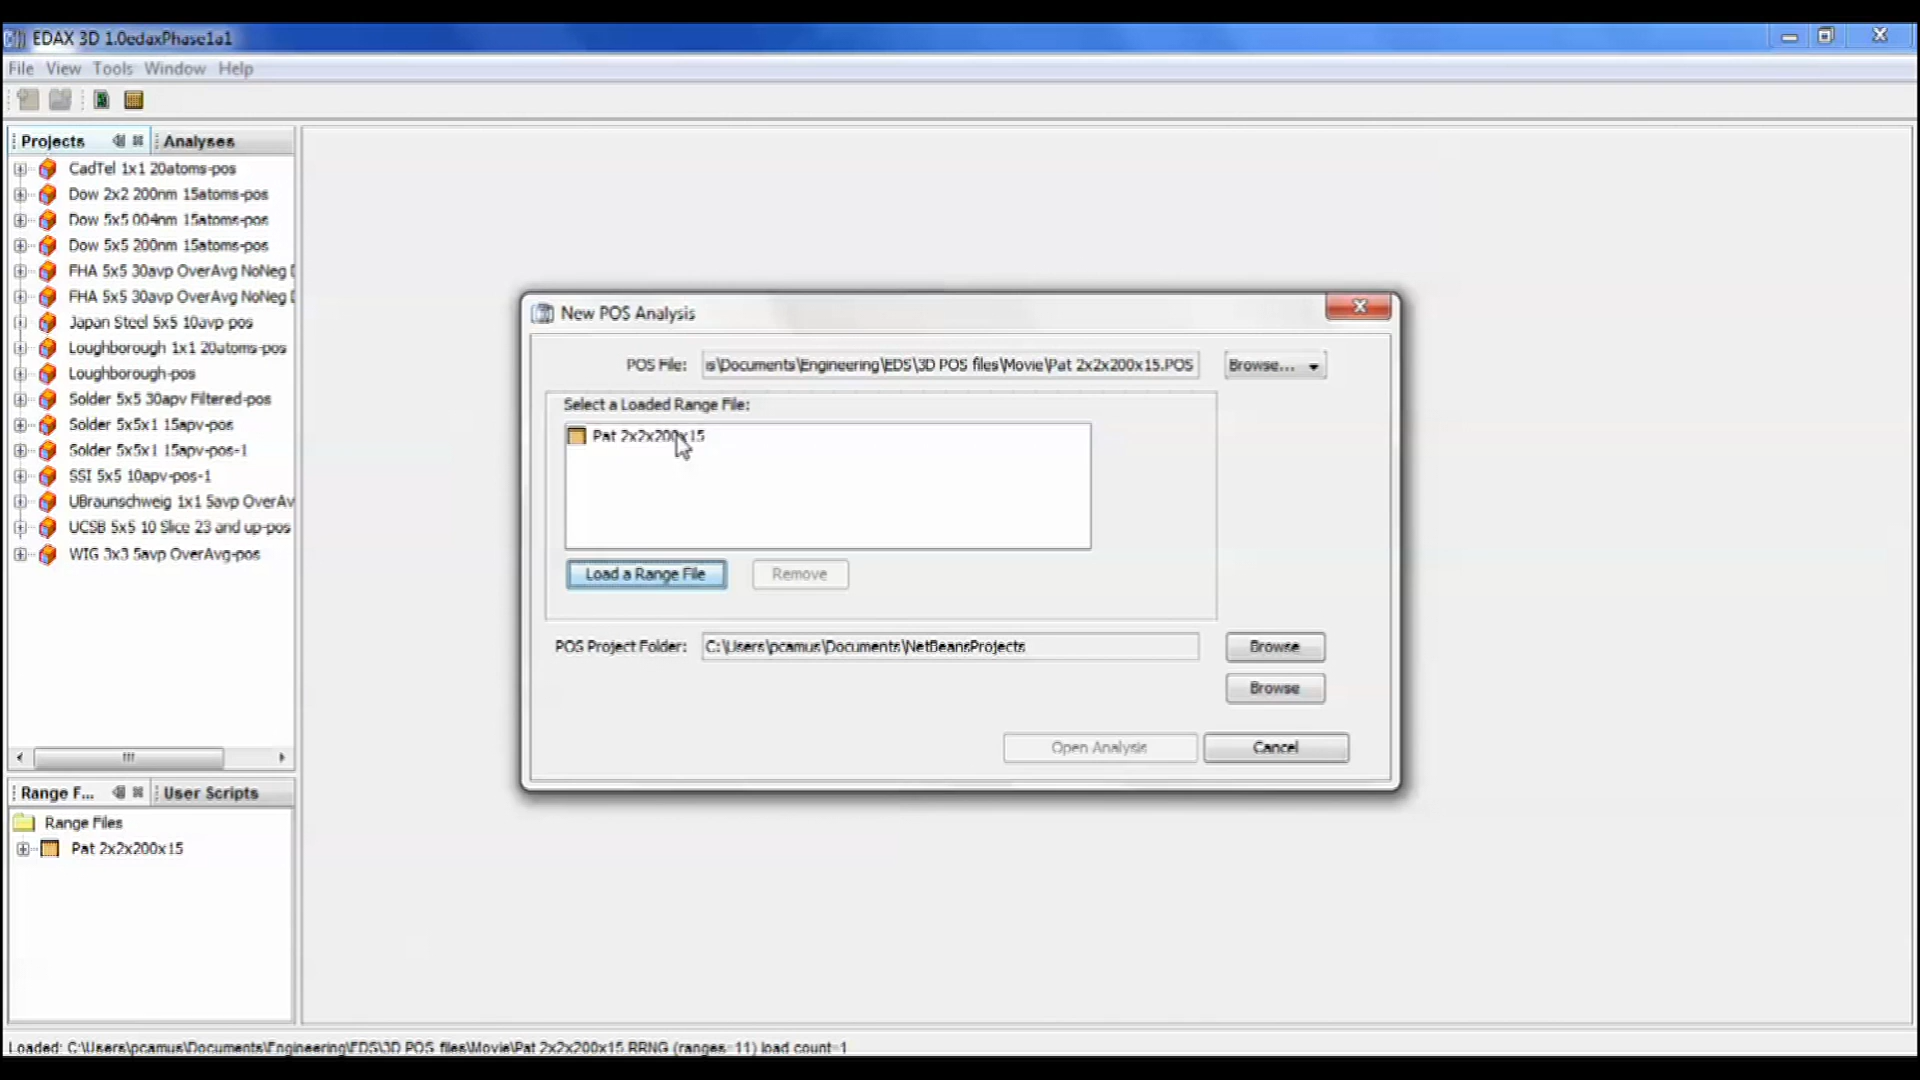 EDAX 3D 1.0edaxPhase1a1
File View Tools Window Help
Projects Analyses
CadTel 1x1 20atoms-pos
Dow 2x2 200nm 15atoms-pos
Dow 5x5 004nm 15atoms-pos
Dow 5x5 200nm 15atoms-pos
FHA 5x5 30avp OverAvg NoNeg
FHA 5x5 30avp OverAvg NoNeg
Japan Steel 5x5 10avp-pos
Loughborough 1x1 20atoms-pos
Loughborough-pos
Solder 5x5 30apv Filtered-pos
Solder 5x5x1 15apv-pos
Solder 5x5x1 15apv-pos-1
SSI 5x5 10apv-pos-1
UBraunschweig 1x1 5avp OverAv
UCSB 5x5 10 Slice 23 and up-pos
WIG 3x3 5avp OverAvg-pos
Range F... User Scripts
Range Files
Pat 2x2x200x15
New POS Analysis
POS File: s\Documents\Engineering\EDS\3D POS files\Movie\Pat 2x2x200x15.POS Browse...
Select a Loaded Range File:
Pat 2x2x200x15
Load a Range File Remove
POS Project Folder: C:\Users\pcamus\Documents\NetBeansProjects Browse
Browse
Open Analysis Cancel
Loaded: C:\Users\pcamus\Documents\Engineering\EDS\3D POS files\Movie\Pat 2x2x200x15.RRNG (ranges=11) load count=1